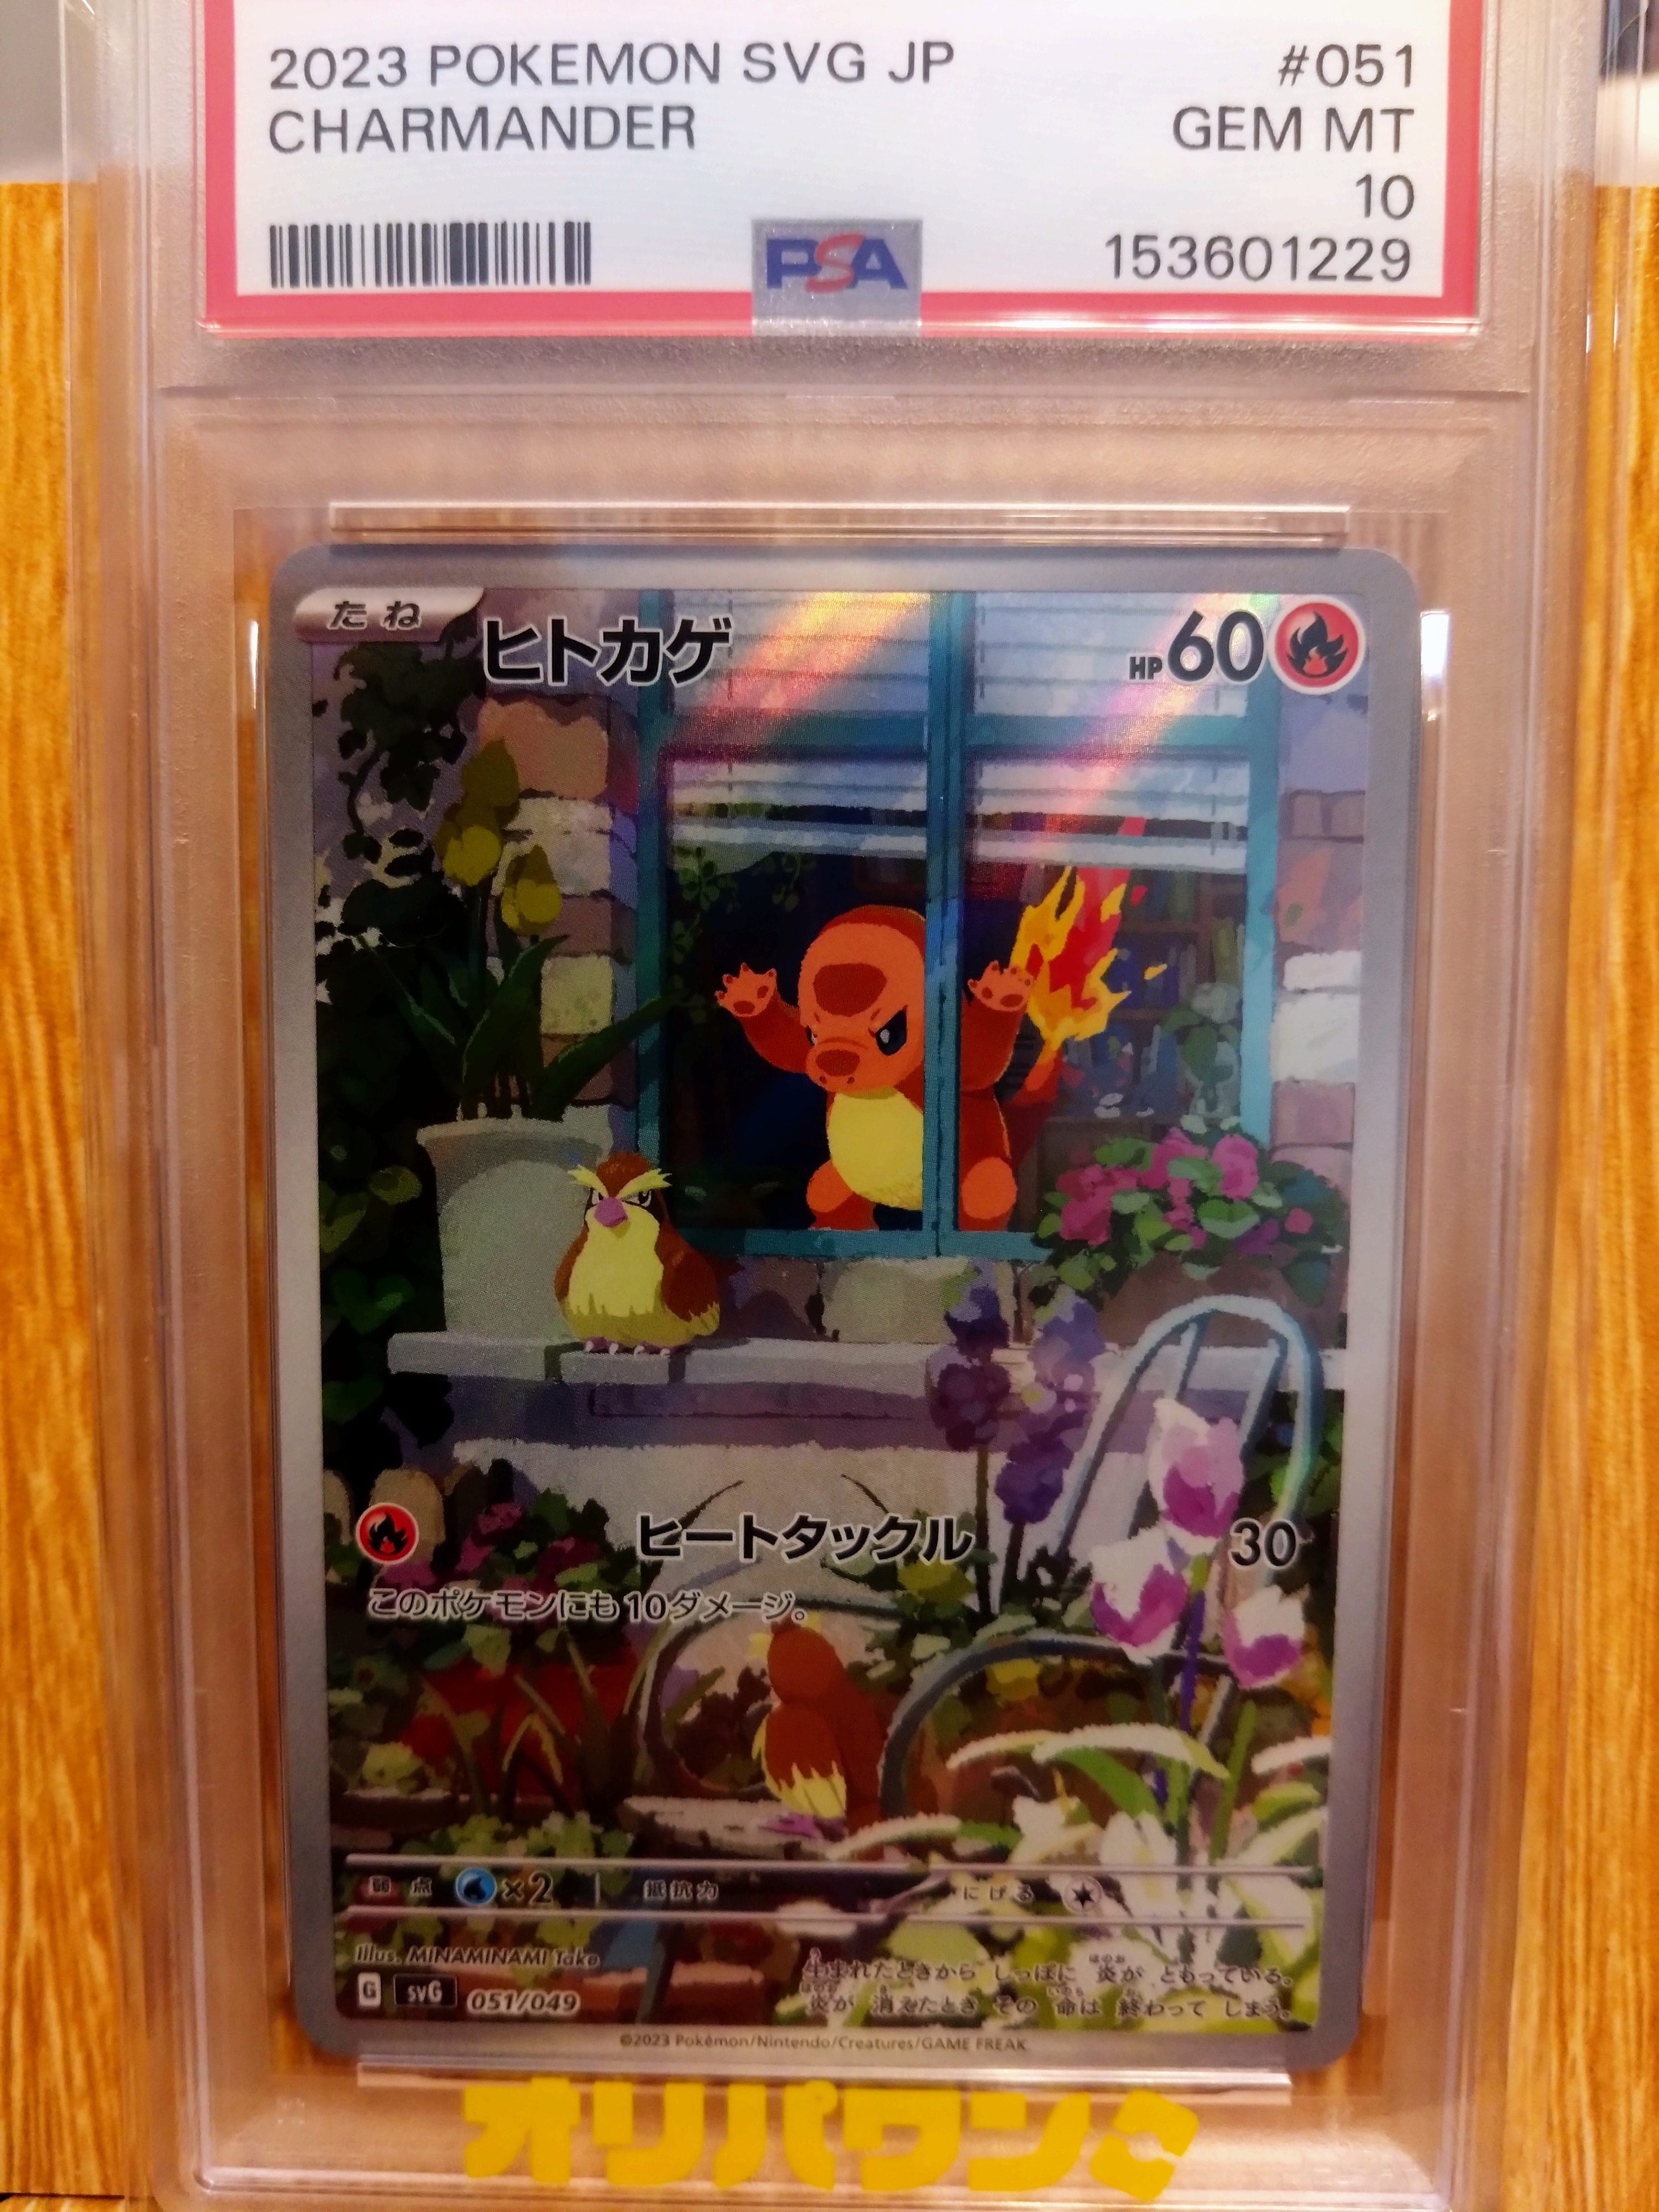 2023 POKEMON SVG JP #051
CHARMANDER GEM MT
10
PSA 153601229
たね ヒトカゲ HP60
ヒートタックル 30
このポケモンにも10ダメージ。
弱点 ×2 抵抗力 にげる
Illus. MINAMINAMI Take
G svG 051/049
生まれたときから しっぽに 炎が ともっている。
炎が 消えたとき その 命は 終わって しまう。
©2023 Pokémon/Nintendo/Creatures/GAME FREAK
オリパワン